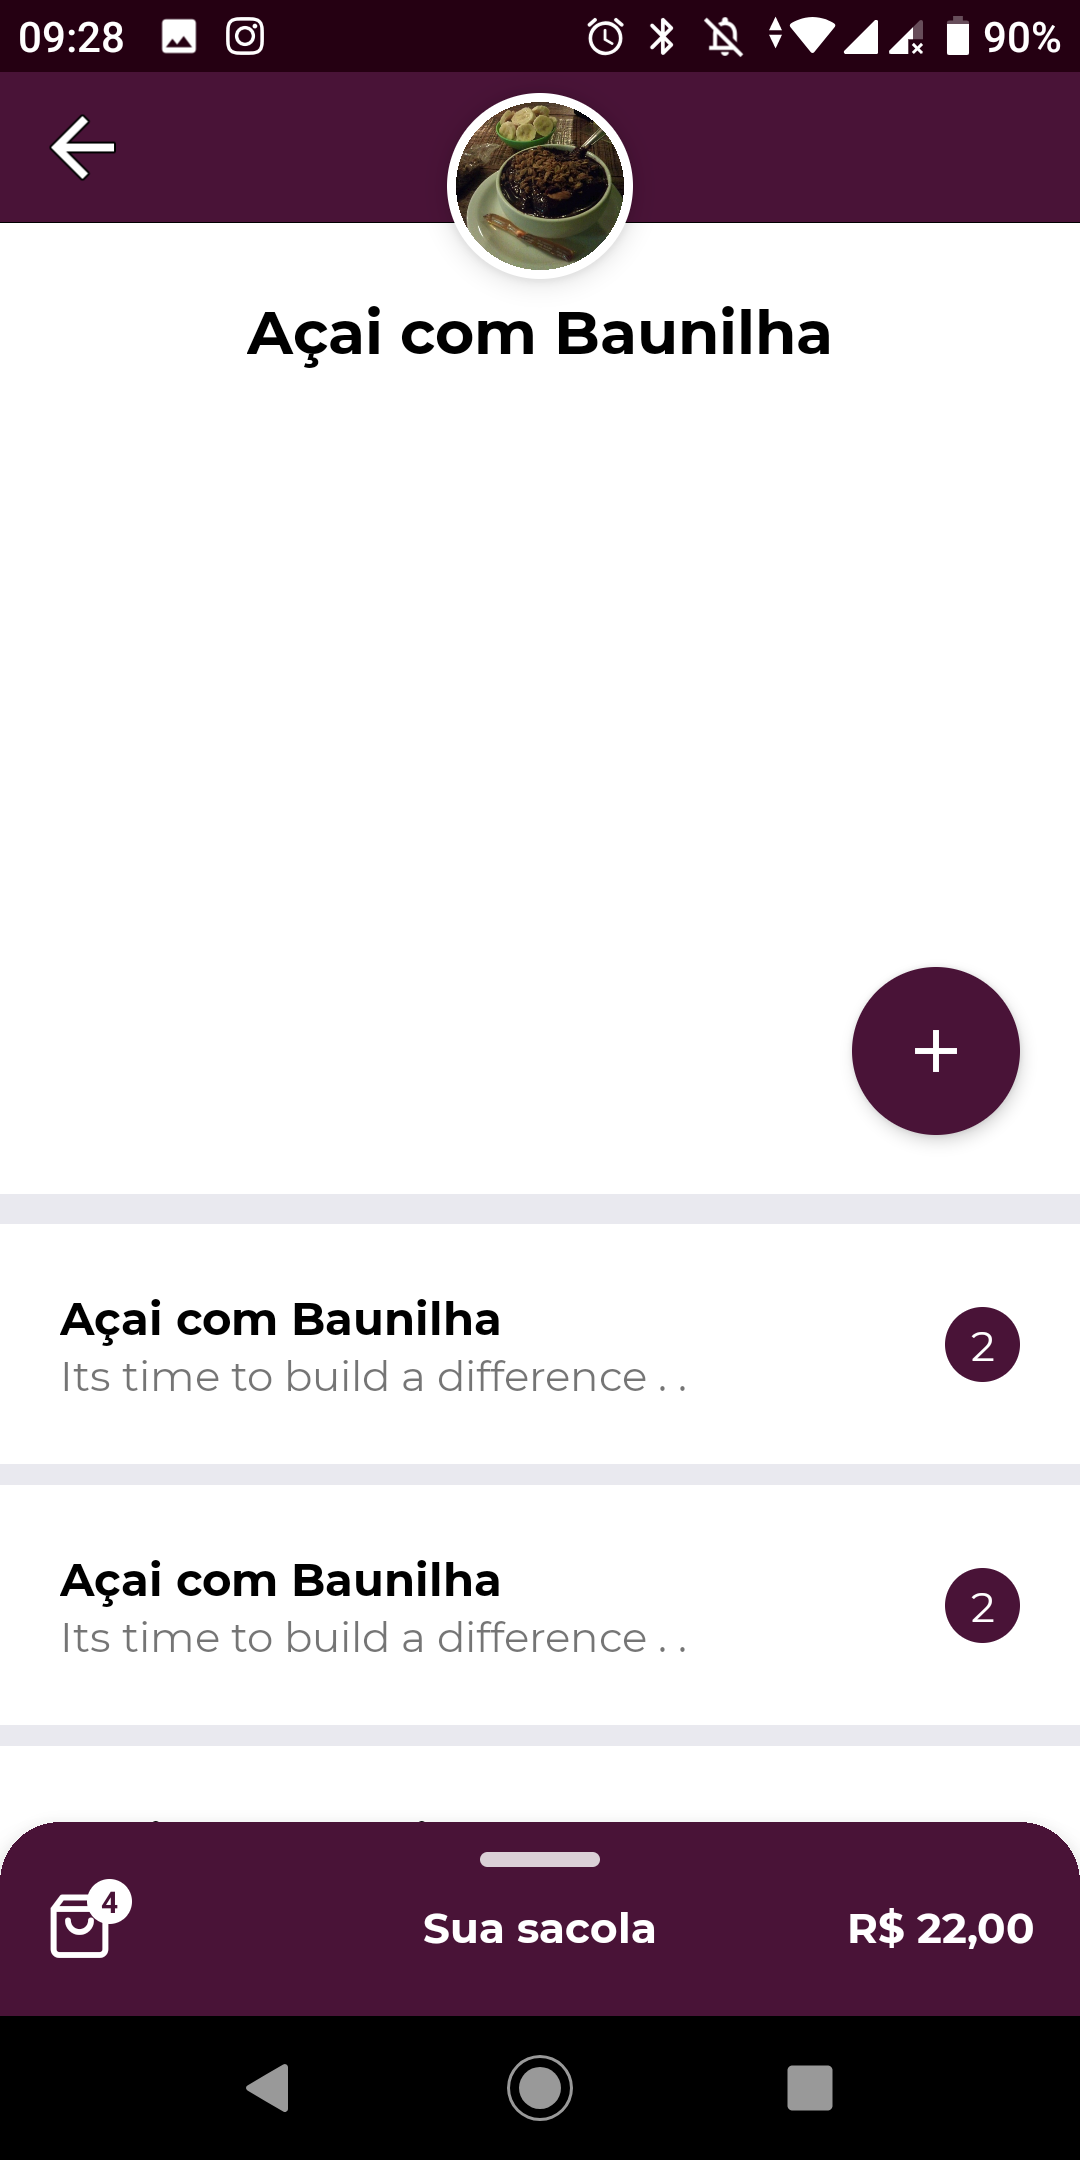 09:28 90%
Açai com Baunilha
Açai com Baunilha
Its time to build a difference . .
2
Açai com Baunilha
Its time to build a difference . .
2
4
Sua sacola
R$ 22,00